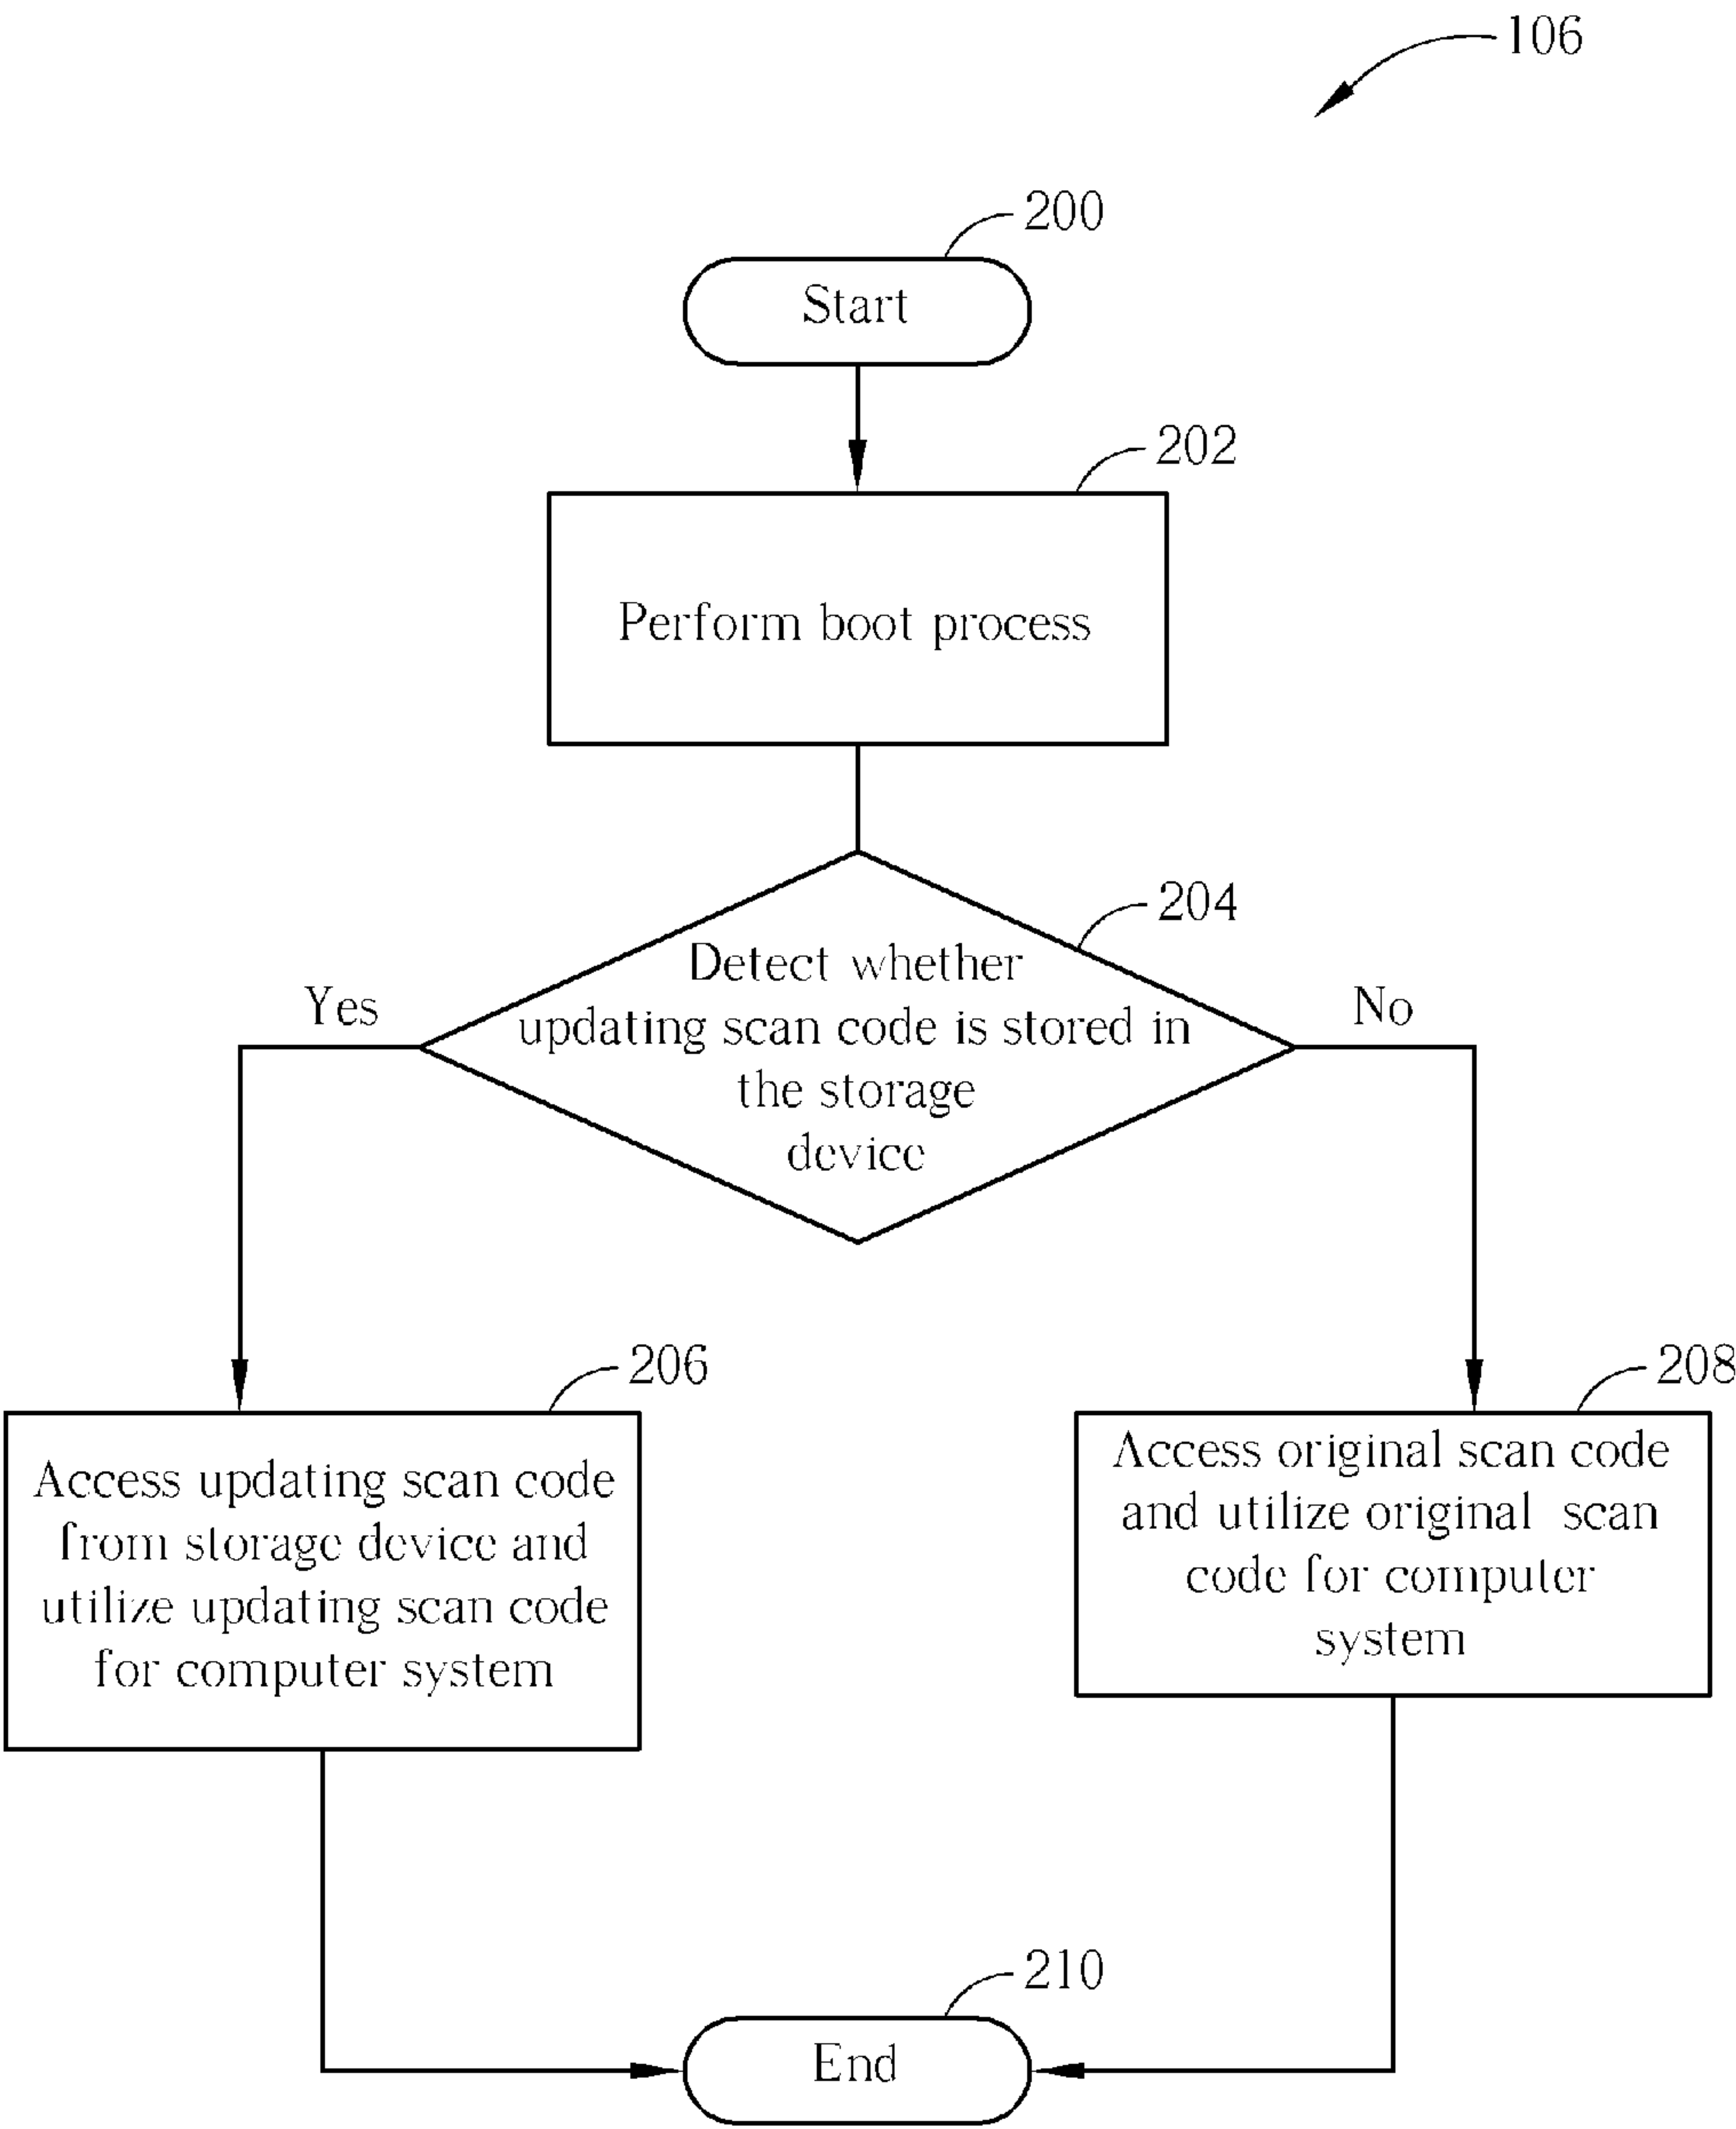 106
200
Start
202
Perform boot process
204
Detect whether
updating scan code is stored in
the storage
device
Yes
No
206
Access updating scan code
from storage device and
utilize updating scan code
for computer system
208
Access original scan code
and utilize original scan
code for computer
system
210
End